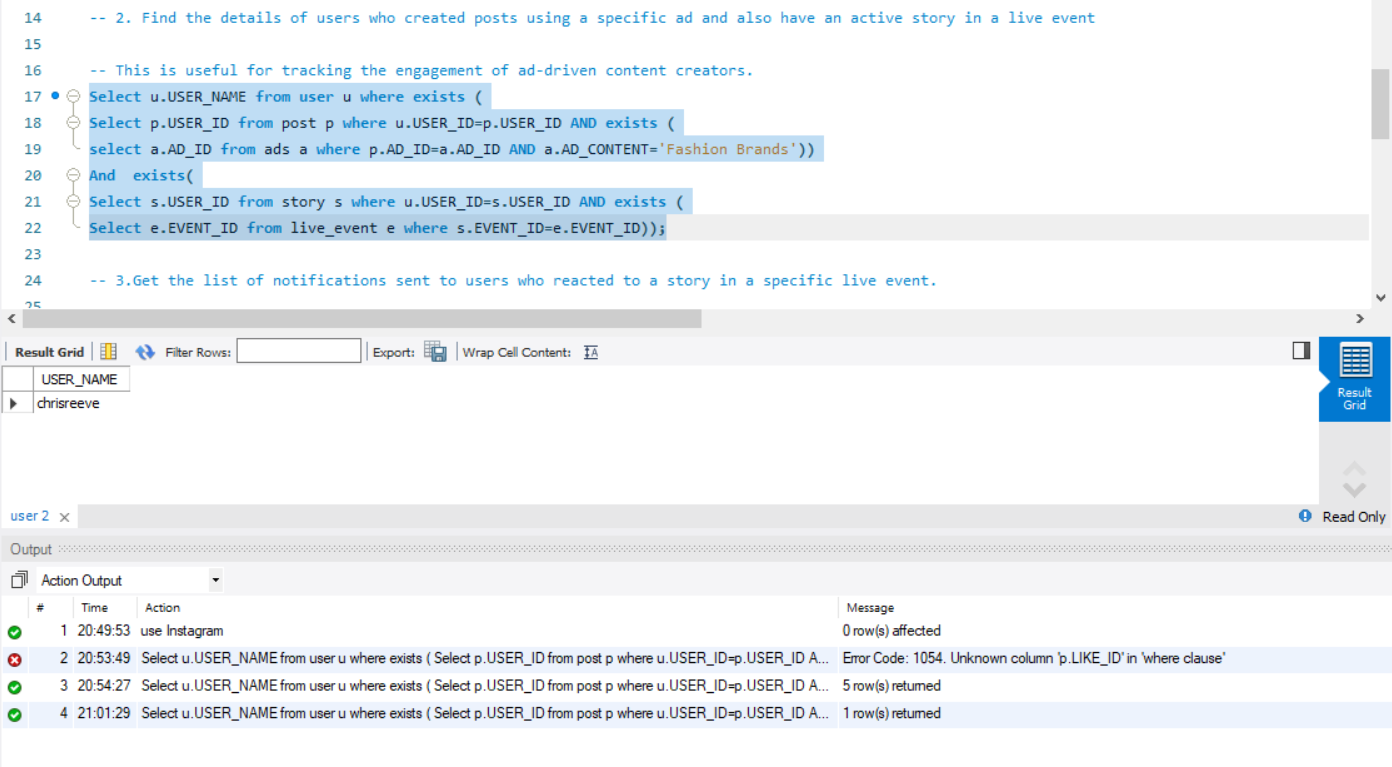 14 -- 2. Find the details of users who created posts using a specific ad and also have an active story in a live event
15
16 -- This is useful for tracking the engagement of ad-driven content creators.
17 Select u.USER_NAME from user u where exists (
18 Select p.USER_ID from post p where u.USER_ID=p.USER_ID AND exists (
19 select a.AD_ID from ads a where p.AD_ID=a.AD_ID AND a.AD_CONTENT='Fashion Brands'))
20 And  exists(
21 Select s.USER_ID from story s where u.USER_ID=s.USER_ID AND exists (
22 Select e.EVENT_ID from live_event e where s.EVENT_ID=e.EVENT_ID));
23
24 -- 3.Get the list of notifications sent to users who reacted to a story in a specific live event.
25
Result Grid Filter Rows: Export: Wrap Cell Content:
USER_NAME
chrisreeve
Result
Grid
user 2 Read Only
Output
Action Output
# Time Action Message
1 20:49:53 use Instagram 0 row(s) affected
2 20:53:49 Select u.USER_NAME from user u where exists ( Select p.USER_ID from post p where u.USER_ID=p.USER_ID A... Error Code: 1054. Unknown column 'p.LIKE_ID' in 'where clause'
3 20:54:27 Select u.USER_NAME from user u where exists ( Select p.USER_ID from post p where u.USER_ID=p.USER_ID A... 5 row(s) returned
4 21:01:29 Select u.USER_NAME from user u where exists ( Select p.USER_ID from post p where u.USER_ID=p.USER_ID A... 1 row(s) returned